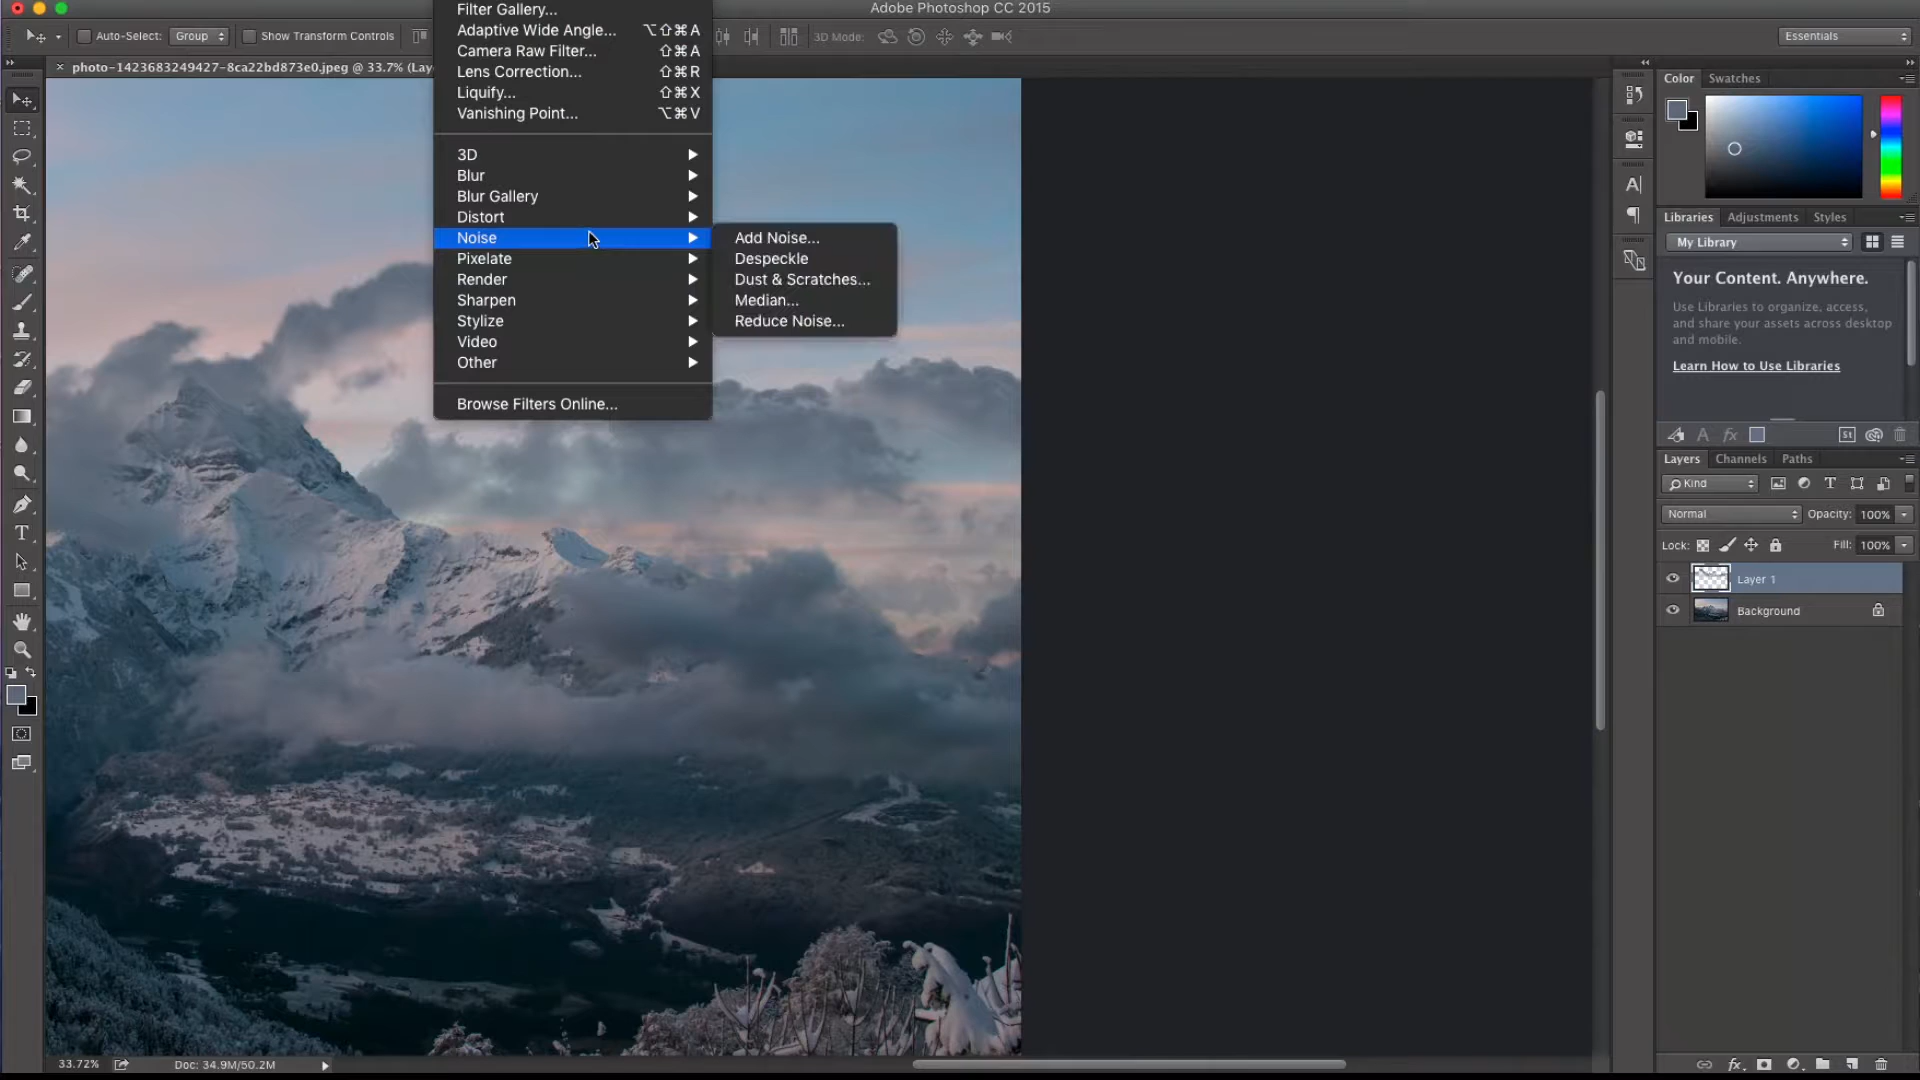 Adobe Photoshop CC 2015
Auto-Select: Group Show Transform Controls 3D Mode: Essentials
photo-1423683249427-8ca22bd873e0.jpeg @ 33.7% (Lay
Filter Gallery...
Adaptive Wide Angle... ⌥⇧⌘A
Camera Raw Filter... ⇧⌘A
Lens Correction... ⇧⌘R
Liquify... ⇧⌘X
Vanishing Point... ⌥⌘V
3D
Blur
Blur Gallery
Distort
Noise
Pixelate
Render
Sharpen
Stylize
Video
Other
Browse Filters Online...
Add Noise...
Despeckle
Dust & Scratches...
Median...
Reduce Noise...
Color Swatches
Libraries Adjustments Styles
My Library
Your Content. Anywhere.
Use Libraries to organize, access,
and share your assets across desktop
and mobile.
Learn How to Use Libraries
A fx St
Layers Channels Paths
Kind T
Normal Opacity: 100%
Lock: Fill: 100%
Layer 1
Background
fx
33.72% Doc: 34.9M/50.2M